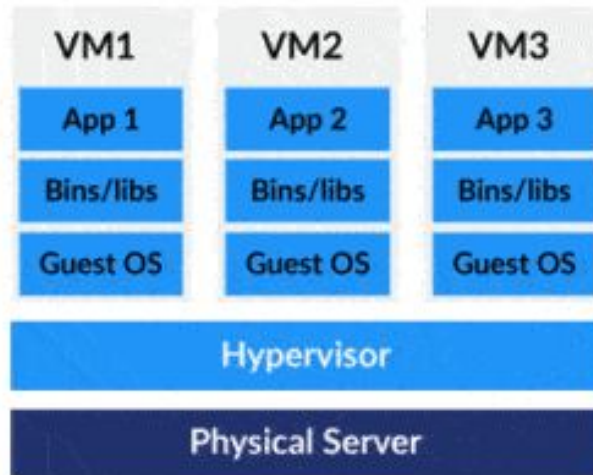 VM1 VM2 VM3
App 1 App 2 App 3
Bins/libs Bins/libs Bins/libs
Guest OS Guest OS Guest OS
Hypervisor
Physical Server